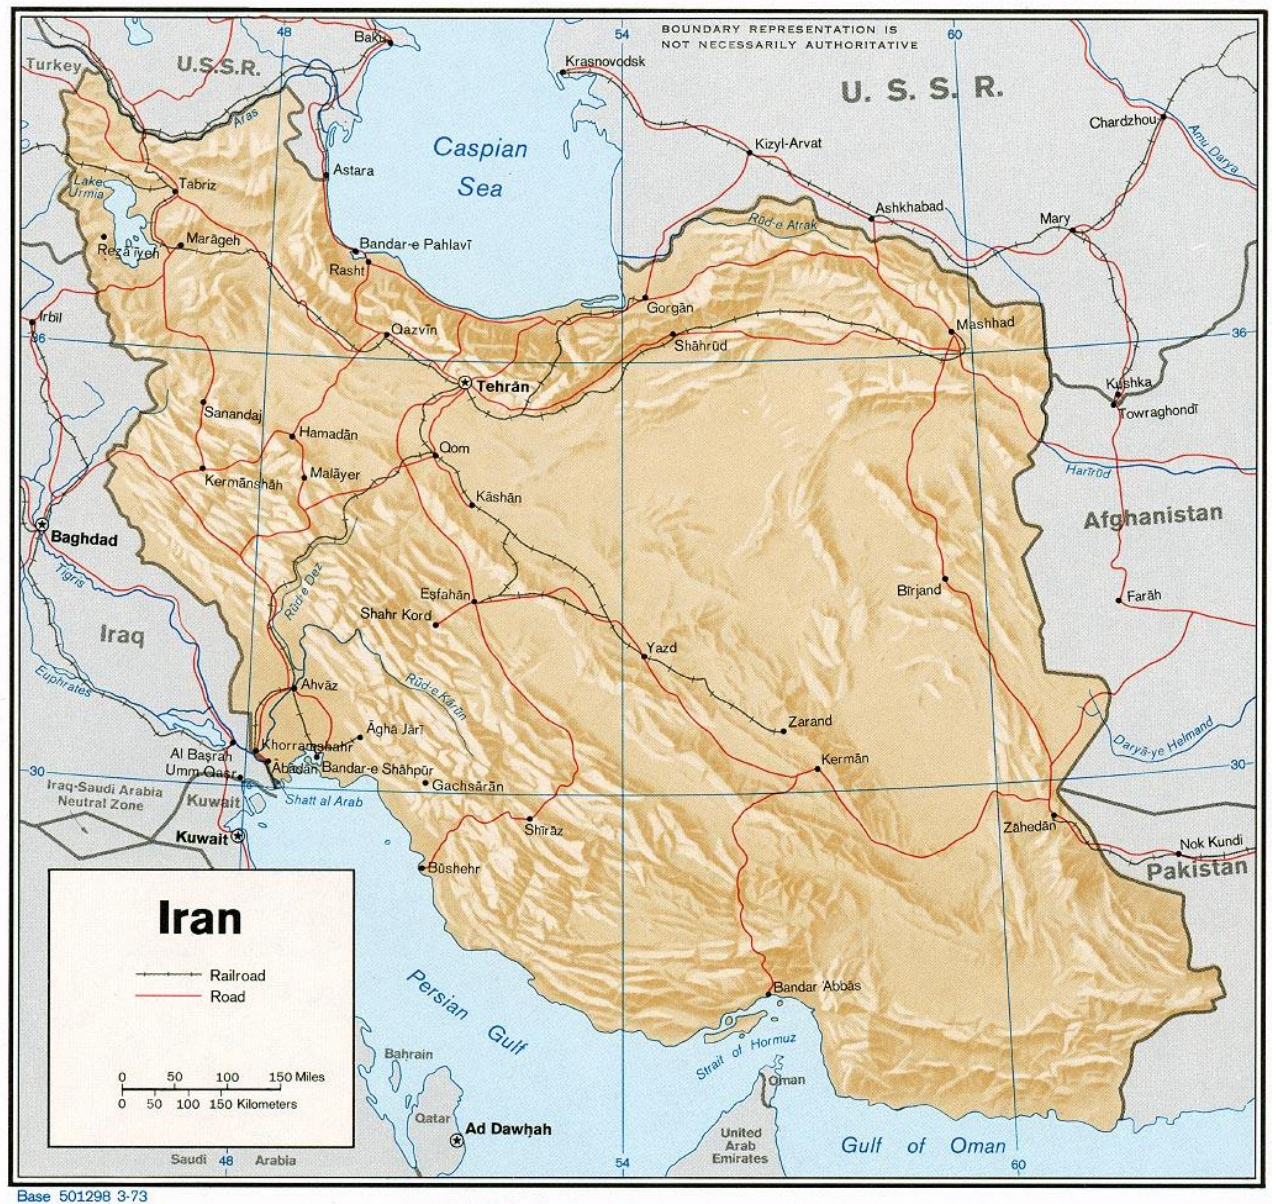 48
54
BOUNDARY REPRESENTATION IS
NOT NECESSARILY AUTHORITATIVE
60
Baku
Krasnovodsk
Turkey
U.S.S.R.
U. S. S. R.
Aras
Chardzhou
Amu Darya
Caspian
Sea
Kizyl-Arvat
Astara
Lake
Urmia
Tabriz
Ashkhabad
Rūd-e Atrak
Mary
Rezā'īyeh
Marāgeh
Bandar-e Pahlavī
Rasht
Gorgān
Irbīl
36
Qazvīn
Shāhrūd
Mashhad
36
Tehrān
Kushka
Towraghondī
Sanandaj
Hamadān
Qom
Kermānshāh
Malāyer
Harīrūd
Kāshān
Baghdad
Afghanistan
Tigris
Rūd-e Dez
Eşfahān
Bīrjand
Farāh
Shahr Kord
Iraq
Yazd
Euphrates
Ahvāz
Rūd-e Kārūn
Āghā Jārī
Zarand
Daryā-ye Helmand
Al Başrah
Khorramshahr
Umm Qaşr
Ābādān
Bandar-e Shāhpūr
Kermān
30
30
Iraq-Saudi Arabia
Neutral Zone
Kuwait
Shatt al Arab
Gachsārān
Kuwait
Shīrāz
Zāhedān
Nok Kundi
Pakistan
Būshehr
Iran
Railroad
Road
Persian Gulf
Bandar 'Abbās
Strait of Hormuz
Bahrain
0 50 100 150 Miles
0 50 100 150 Kilometers
Oman
Qatar
Ad Dawḩah
United
Arab
Emirates
Gulf of Oman
Saudi 48 Arabia
54
60
Base 501298 3-73